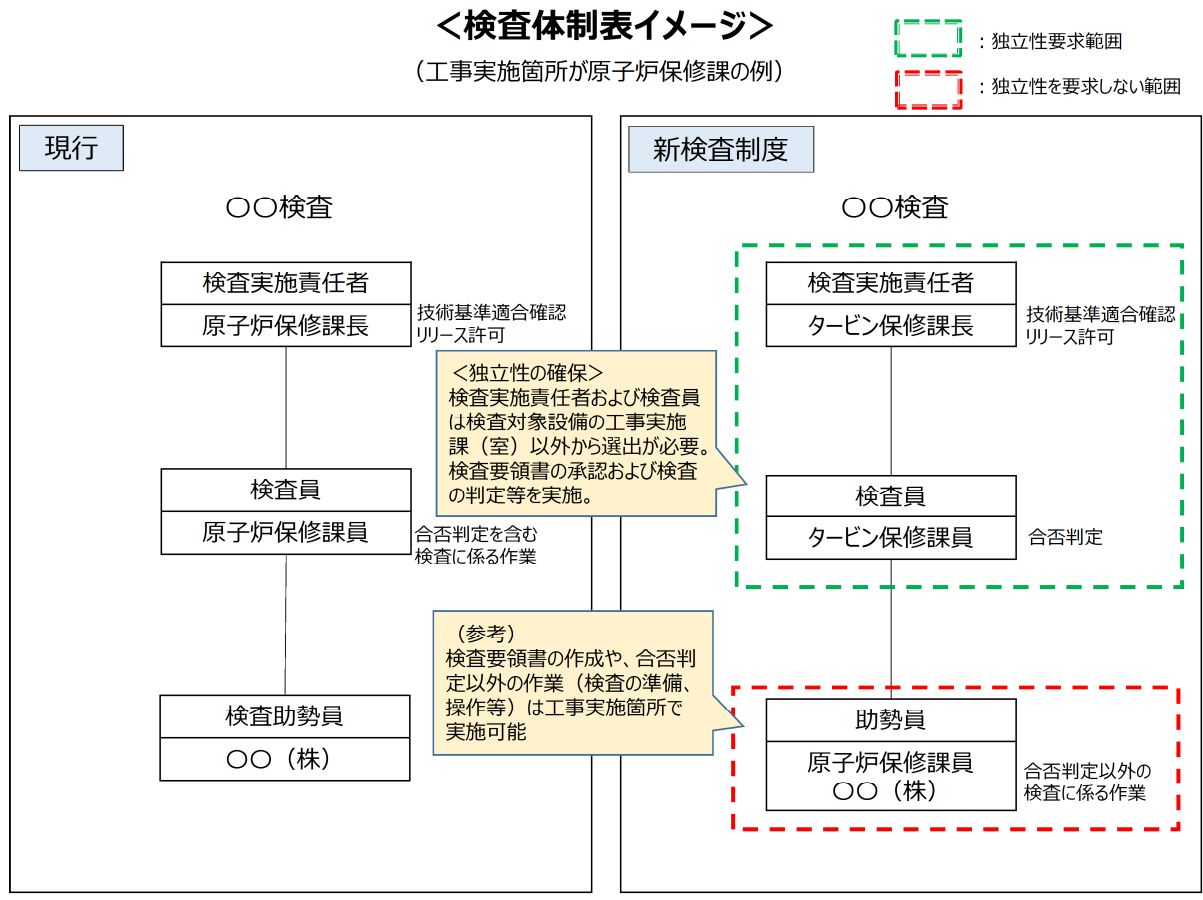 ＜検査体制表イメージ＞
（工事実施箇所が原子炉保修課の例）
：独立性要求範囲
：独立性を要求しない範囲
現行
〇〇検査
検査実施責任者
原子炉保修課長
技術基準適合確認
リリース許可
検査員
原子炉保修課員
合否判定を含む
検査に係る作業
検査助勢員
〇〇（株）
＜独立性の確保＞
検査実施責任者および検査員
は検査対象設備の工事実施
課（室）以外から選出が必要。
検査要領書の承認および検査
の判定等を実施。
（参考）
検査要領書の作成や、合否判
定以外の作業（検査の準備、
操作等）は工事実施箇所で
実施可能
新検査制度
〇〇検査
検査実施責任者
タービン保修課長
技術基準適合確認
リリース許可
検査員
タービン保修課員
合否判定
助勢員
原子炉保修課員
〇〇（株）
合否判定以外の
検査に係る作業